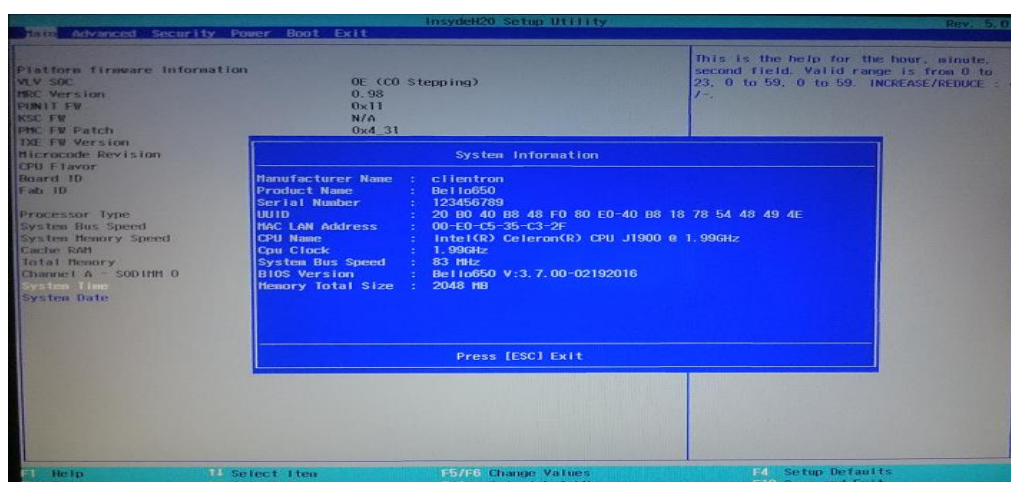 InsydeH20 Setup Utility
Rev. 5.0
Main Advanced Security Power Boot Exit
Platform firmware Information
VLV SOC 0E (C0 Stepping)
MRC Version 0.98
PUNIT FW 0x11
KSC FW N/A
PMC FW Patch 0x4_31
TXE FW Version
Microcode Revision
CPU Flavor
Board ID
Fab ID
Processor Type
System Bus Speed
System Memory Speed
Cache RAM
Total Memory
Channel A - SODIMM 0
System Time
System Date
This is the help for the hour, minute,
second field. Valid range is from 0 to
23, 0 to 59, 0 to 59. INCREASE/REDUCE :
/-.
System Information
Manufacturer Name : clientron
Product Name : Bello650
Serial Number : 123456789
UUID : 20 B0 40 B8 48 F0 80 E0-40 B8 18 78 54 48 49 4E
MAC LAN Address : 00-E0-C5-35-C3-2F
CPU Name : Intel(R) Celeron(R) CPU J1900 @ 1.99GHz
Cpu Clock : 1.99GHz
System Bus Speed : 83 MHz
BIOS Version : Bello650 V:3.7.00-02192016
Memory Total Size : 2048 MB
Press [ESC] Exit
F1 Help ↑↓ Select Item F5/F6 Change Values F4 Setup Defaults